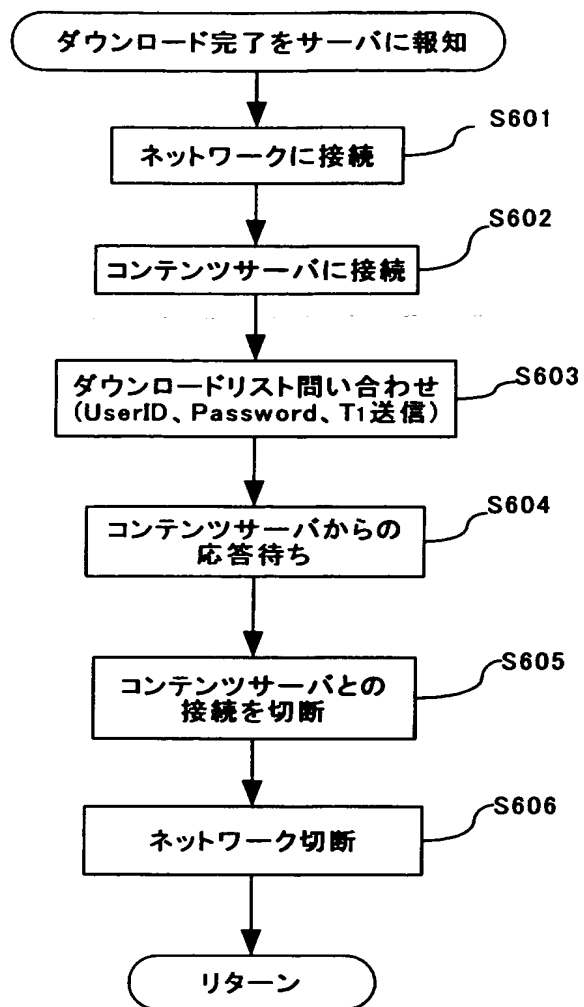 ダウンロード完了をサーバに報知
S601
ネットワークに接続
S602
コンテンツサーバに接続
S603
ダウンロードリスト問い合わせ
(UserID、Password、T1送信)
S604
コンテンツサーバからの
応答待ち
S605
コンテンツサーバとの
接続を切断
S606
ネットワーク切断
リターン